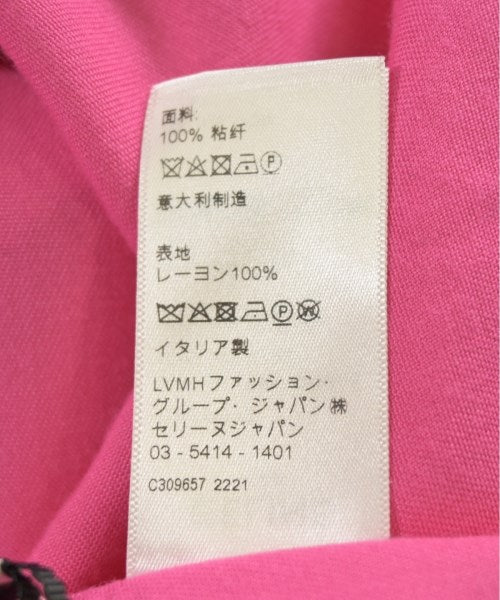 面料:
100% 粘纤
意大利制造
表地
レーヨン100%
イタリア製
LVMHファッション·
グループ· ジャパン㈱
セリーヌジャパン
03 - 5414 - 1401
C309657 2221